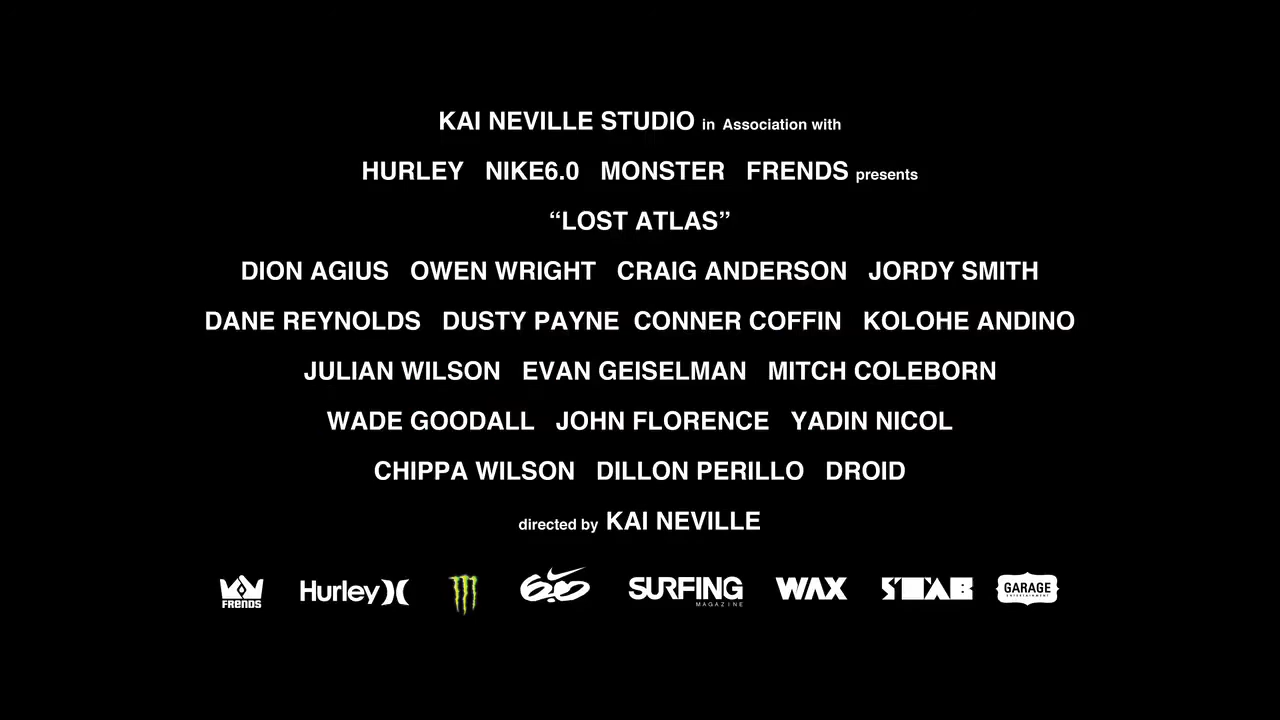 KAI NEVILLE STUDIO in Association with
HURLEY NIKE6.0 MONSTER FRENDS presents
“LOST ATLAS”
DION AGIUS OWEN WRIGHT CRAIG ANDERSON JORDY SMITH
DANE REYNOLDS DUSTY PAYNE CONNER COFFIN KOLOHE ANDINO
JULIAN WILSON EVAN GEISELMAN MITCH COLEBORN
WADE GOODALL JOHN FLORENCE YADIN NICOL
CHIPPA WILSON DILLON PERILLO DROID
directed by KAI NEVILLE
FRENDS Hurley 6.0 SURFING MAGAZINE WAX STAB GARAGE ENTERTAINMENT